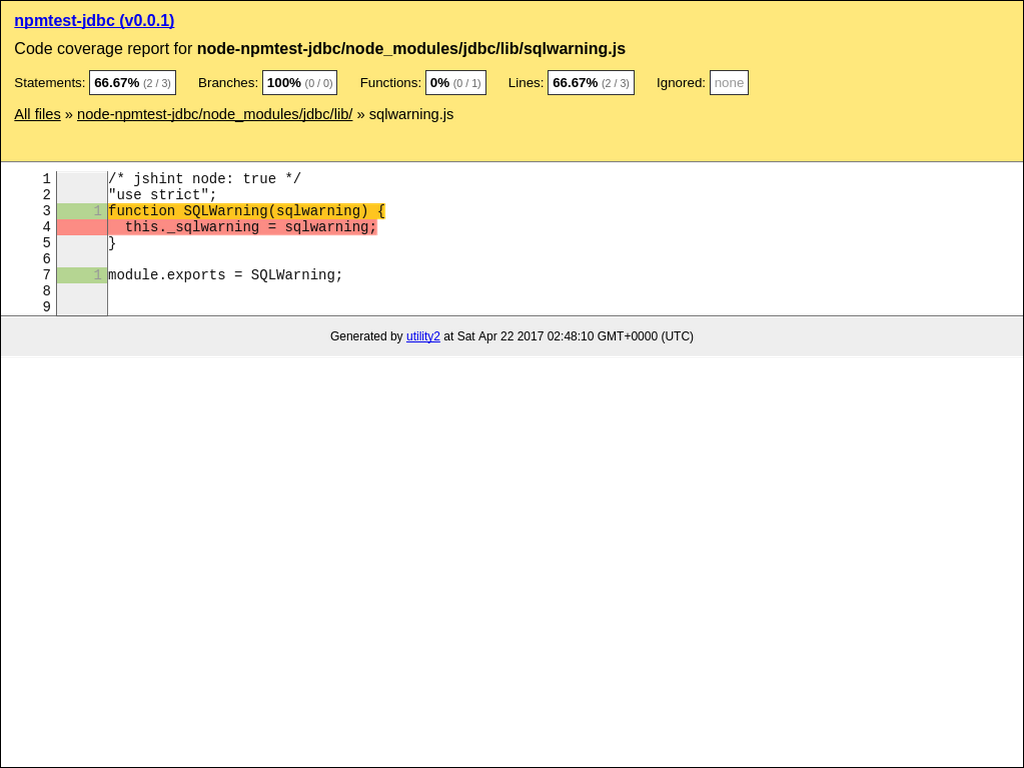 npmtest-jdbc (v0.0.1)
Code coverage report for node-npmtest-jdbc/node_modules/jdbc/lib/sqlwarning.js
Statements: 66.67% (2 / 3) Branches: 100% (0 / 0) Functions: 0% (0 / 1) Lines: 66.67% (2 / 3) Ignored: none
All files » node-npmtest-jdbc/node_modules/jdbc/lib/ » sqlwarning.js
1 /* jshint node: true */
2 "use strict";
3 1 function SQLWarning(sqlwarning) {
4   this._sqlwarning = sqlwarning;
5 }
6
7 1 module.exports = SQLWarning;
8
9
Generated by utility2 at Sat Apr 22 2017 02:48:10 GMT+0000 (UTC)